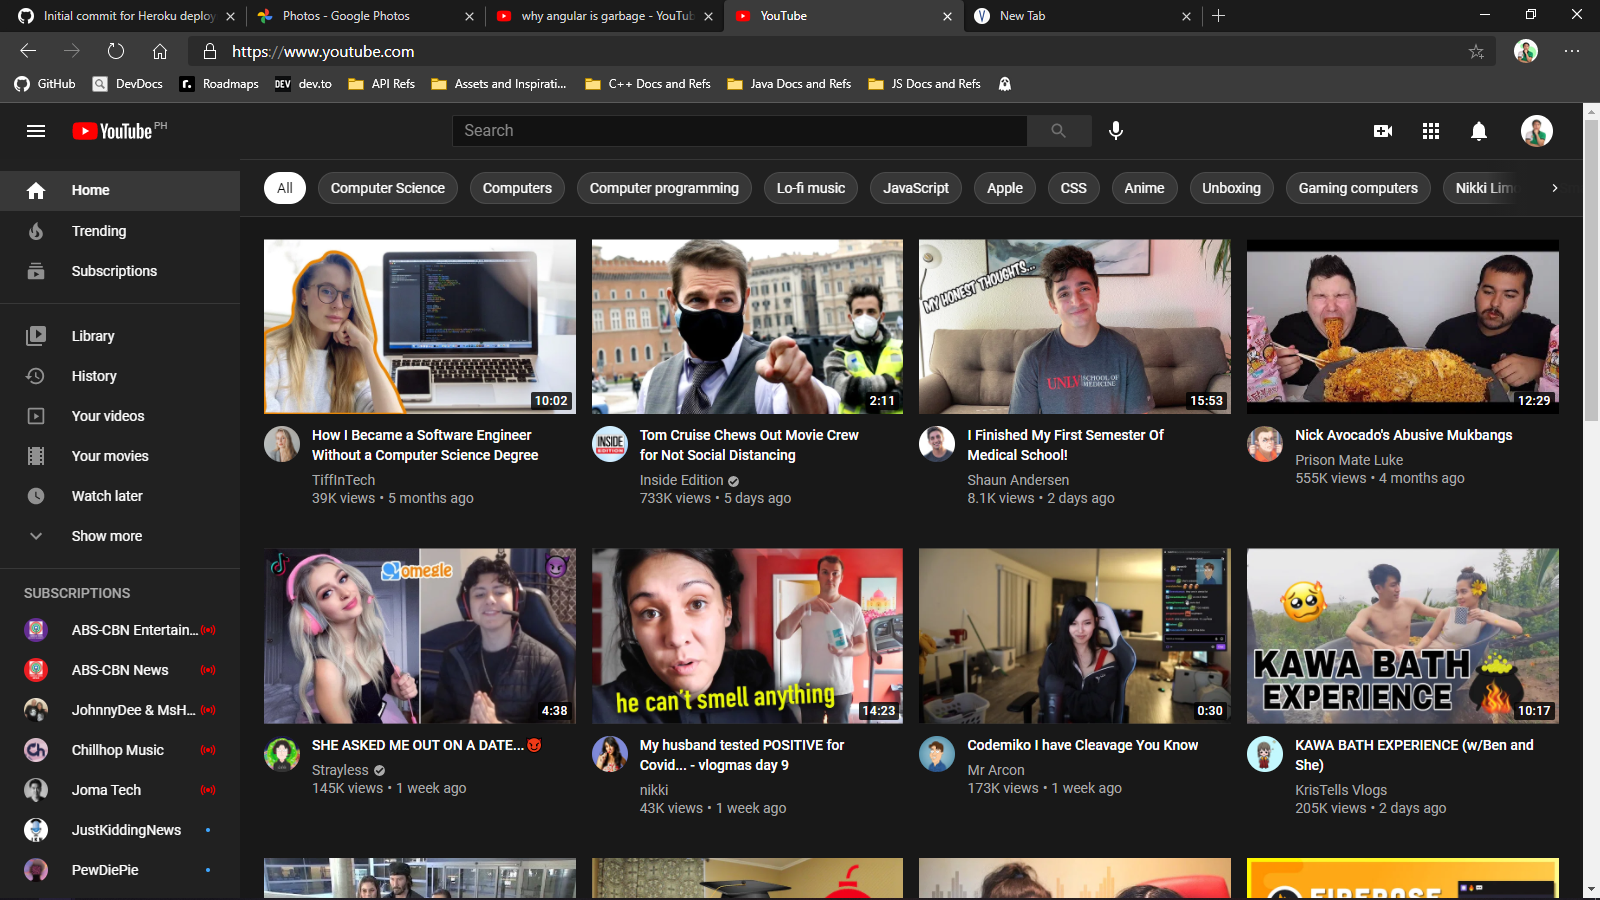 Initial commit for Heroku deploy
Photos - Google Photos
why angular is garbage - YouTub
YouTube
New Tab
https://www.youtube.com
GitHub
DevDocs
r.
Roadmaps
DEV
dev.to
API Refs
Assets and Inspirati...
C++ Docs and Refs
Java Docs and Refs
JS Docs and Refs
YouTube PH
Search
Home
Trending
Subscriptions
Library
History
Your videos
Your movies
Watch later
Show more
SUBSCRIPTIONS
ABS-CBN Entertain...
ABS-CBN News
JohnnyDee & MsH...
Chillhop Music
Joma Tech
JustKiddingNews
PewDiePie
All
Computer Science
Computers
Computer programming
Lo-fi music
JavaScript
Apple
CSS
Anime
Unboxing
Gaming computers
Nikki Lim
10:02
How I Became a Software Engineer
Without a Computer Science Degree
TiffInTech
39K views • 5 months ago
2:11
INSIDE
EDITION
Tom Cruise Chews Out Movie Crew
for Not Social Distancing
Inside Edition
733K views • 5 days ago
MY HONEST THOUGHTS...
UNLV SCHOOL OF
MEDICINE
15:53
I Finished My First Semester Of
Medical School!
Shaun Andersen
8.1K views • 2 days ago
12:29
Nick Avocado's Abusive Mukbangs
Prison Mate Luke
555K views • 4 months ago
omegle
4:38
SHE ASKED ME OUT ON A DATE...
Strayless
145K views • 1 week ago
he can't smell anything
14:23
My husband tested POSITIVE for
Covid... - vlogmas day 9
nikki
43K views • 1 week ago
0:30
Codemiko I have Cleavage You Know
Mr Arcon
173K views • 1 week ago
KAWA BATH
EXPERIENCE
10:17
KAWA BATH EXPERIENCE (w/Ben and
She)
KrisTells Vlogs
205K views • 2 days ago